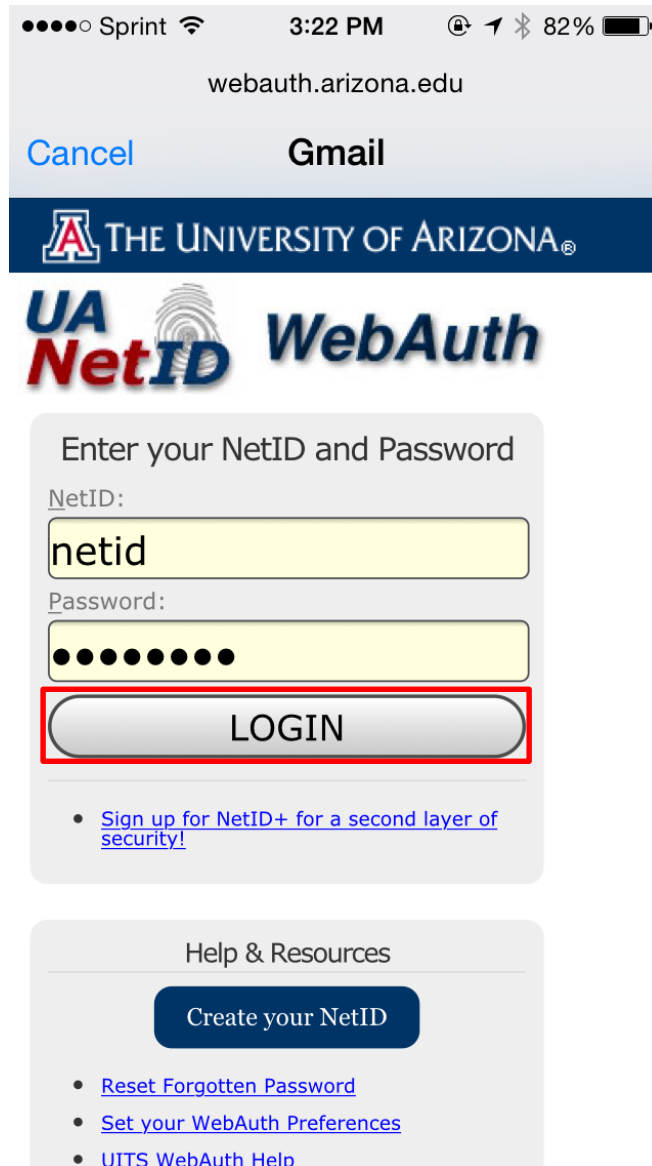 Sprint 3:22 PM 82%
webauth.arizona.edu
Cancel Gmail
A THE UNIVERSITY OF ARIZONA®
UA
NetID WebAuth
Enter your NetID and Password
NetID:
netid
Password:
●●●●●●●●
LOGIN
• Sign up for NetID+ for a second layer of
security!
Help & Resources
Create your NetID
• Reset Forgotten Password
• Set your WebAuth Preferences
• UITS WebAuth Help